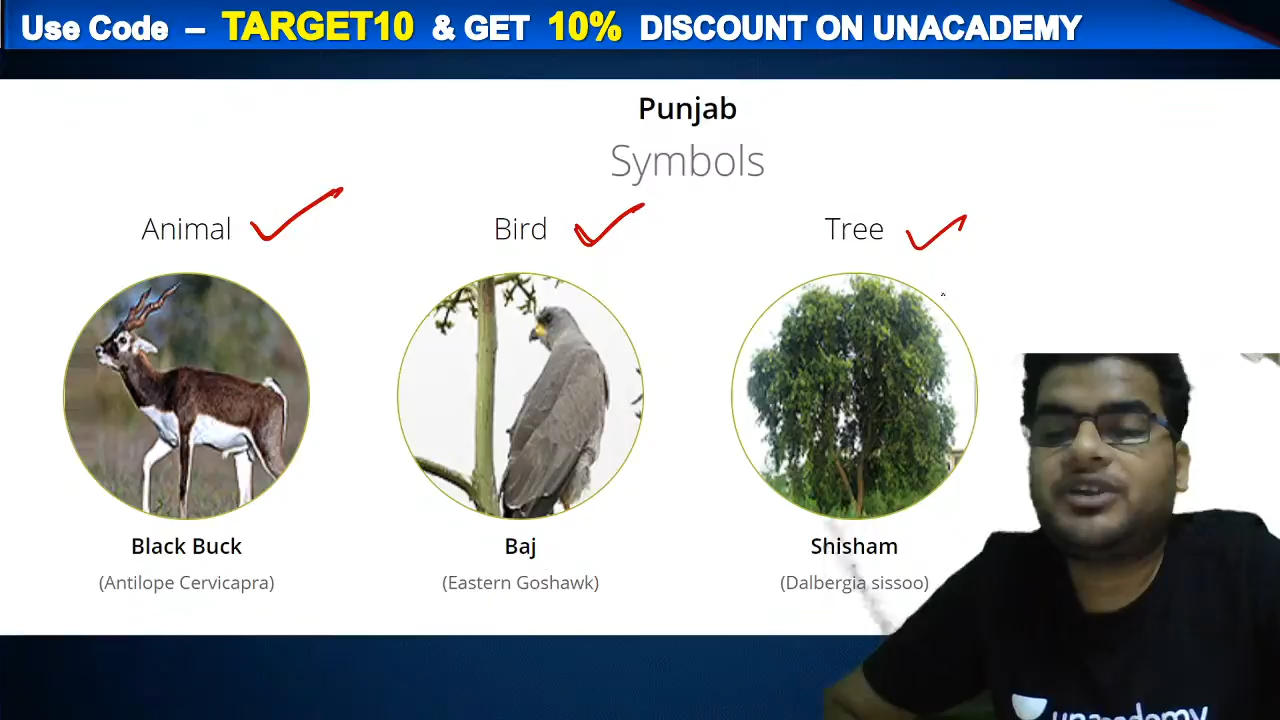 Use Code – TARGET10 & GET 10% DISCOUNT ON UNACADEMY
Punjab
Symbols
Animal
Bird
Tree
Black Buck
Baj
Shisham
(Antilope Cervicapra)
(Eastern Goshawk)
(Dalbergia sissoo)
unacademy